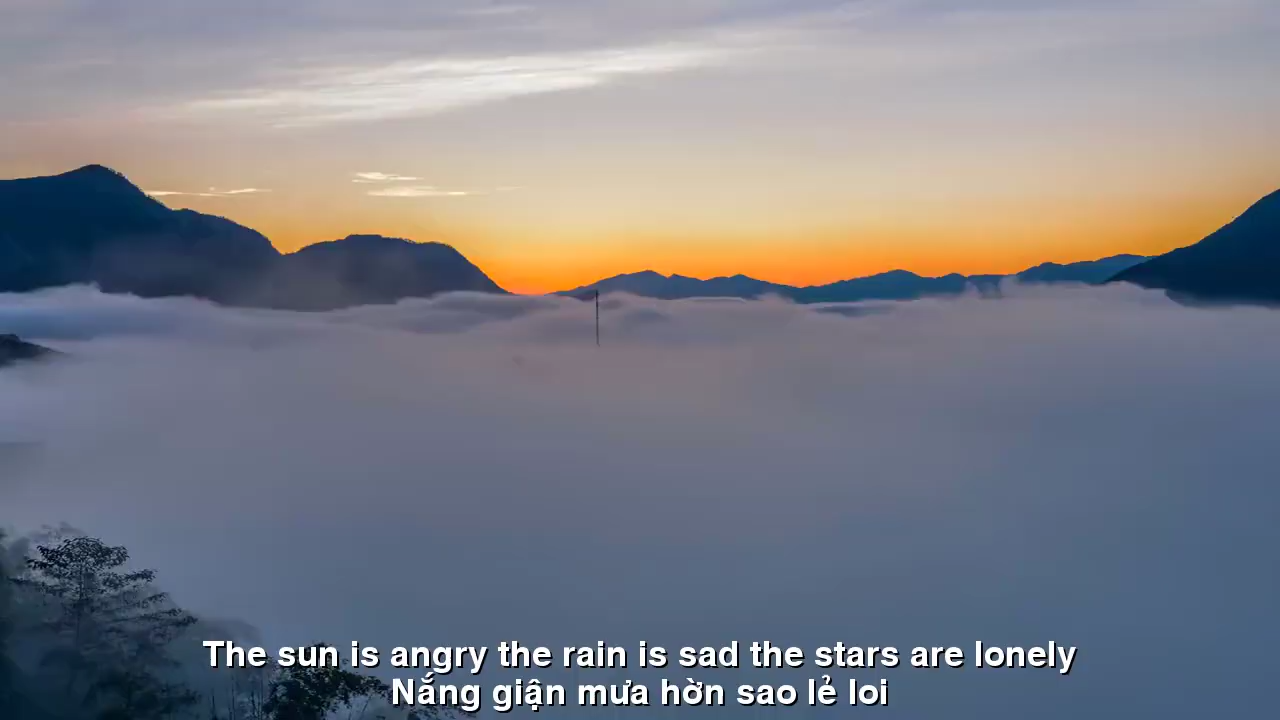 The sun is angry the rain is sad the stars are lonely
Nắng giận mưa hờn sao lẻ loi